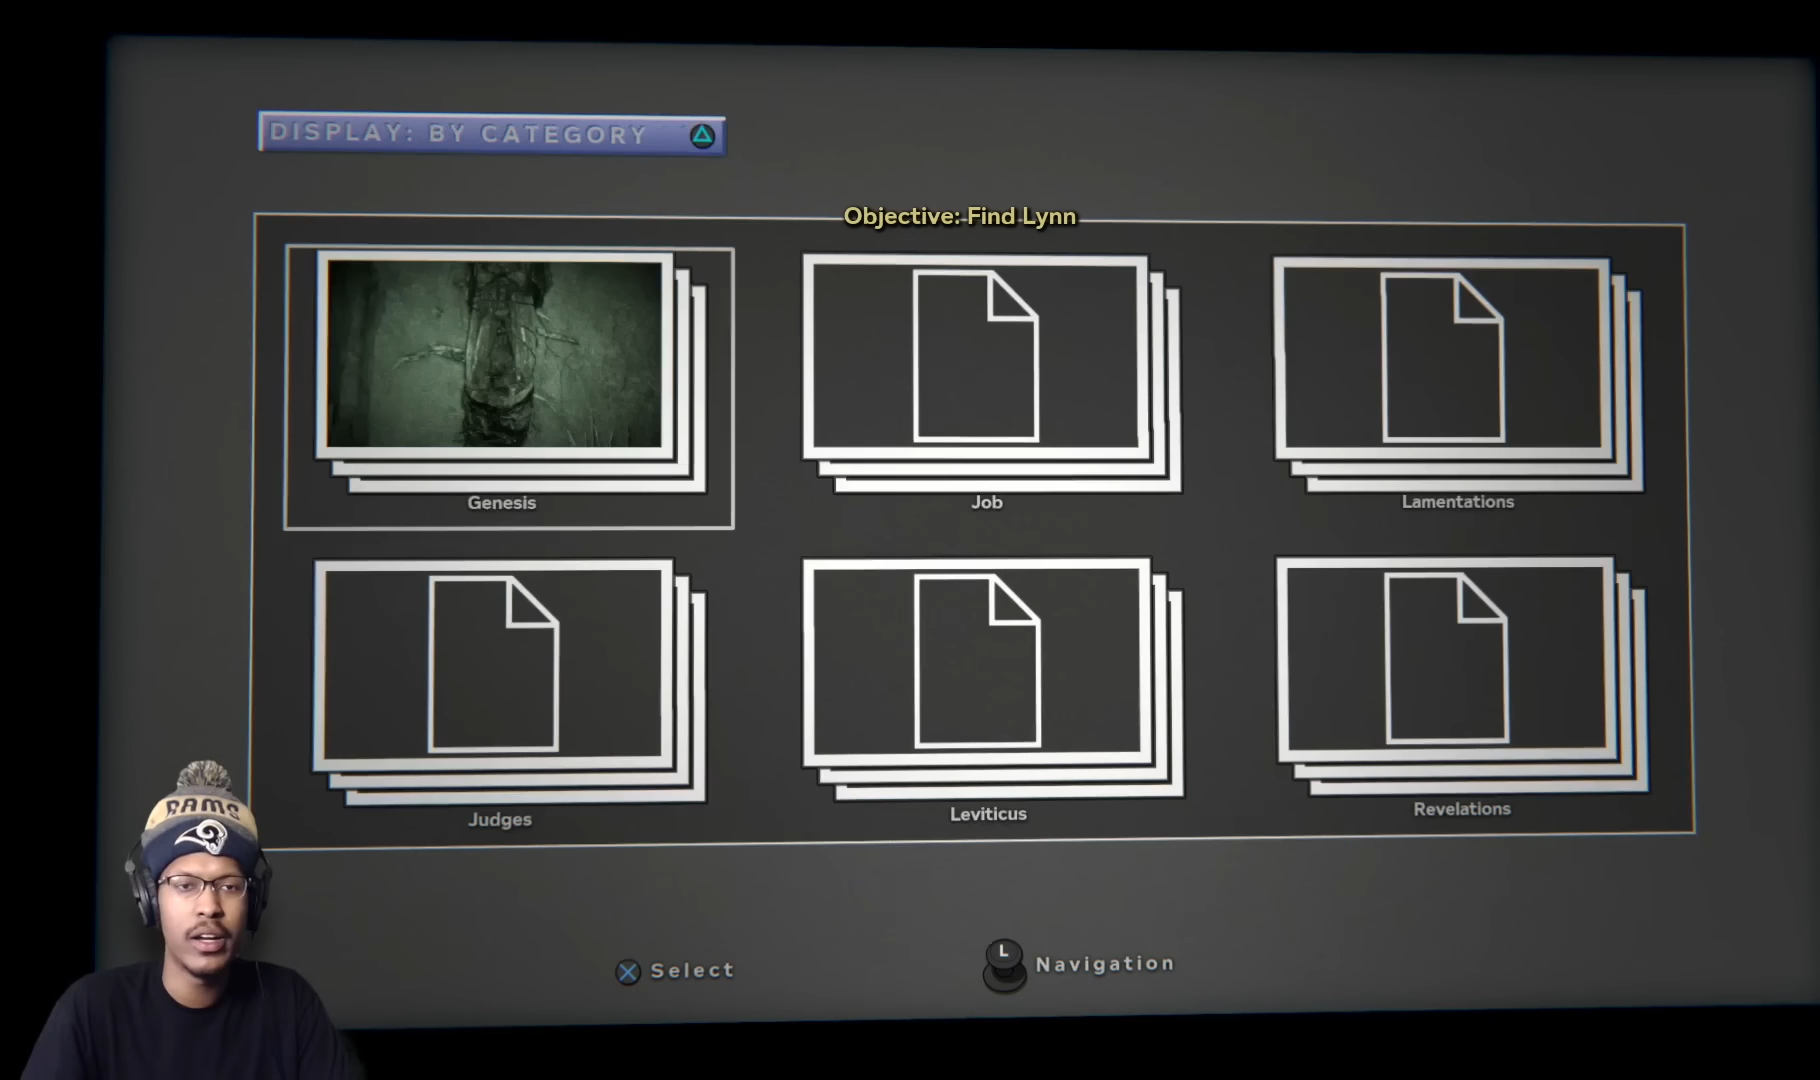 DISPLAY: BY CATEGORY
Objective: Find Lynn
Genesis
Job
Lamentations
Judges
Leviticus
Revelations
RAMS
L
Select
Navigation